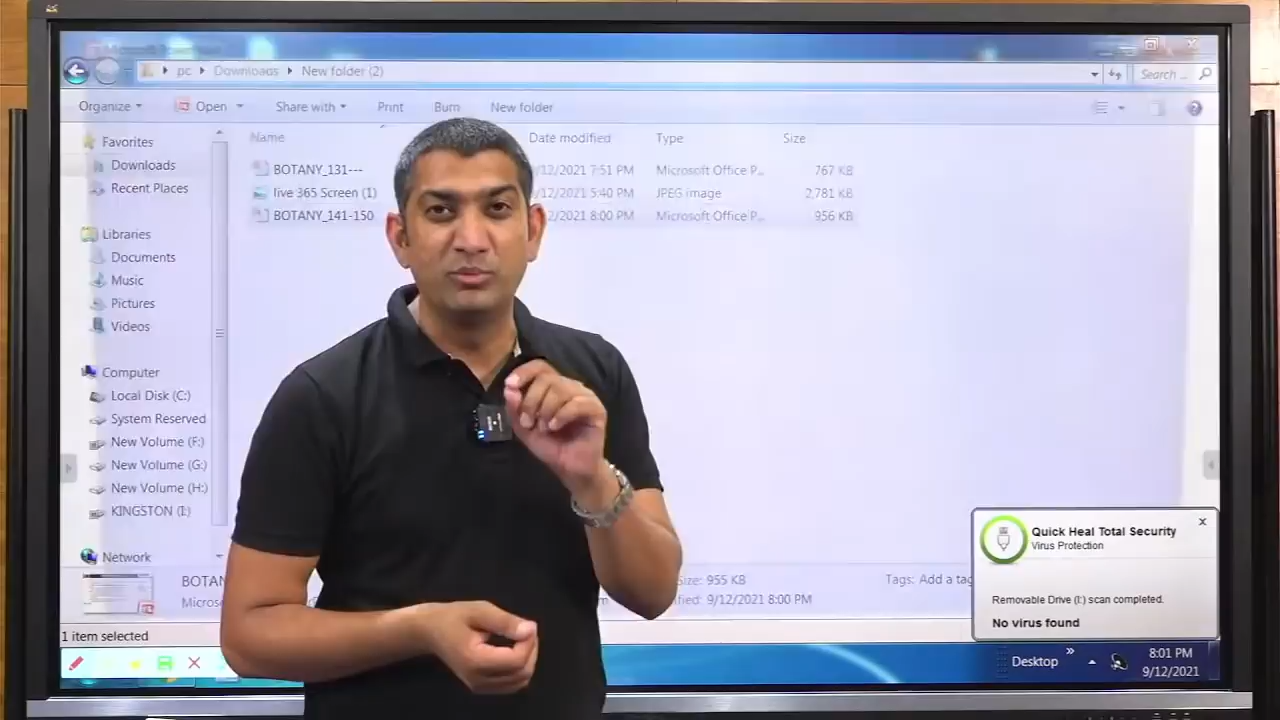 pc ▸ Downloads ▸ New folder (2)
Search ...
Organize
Open
Share with
Print
Burn
New folder
Favorites
Downloads
Recent Places
Libraries
Documents
Music
Pictures
Videos
Computer
Local Disk (C:)
System Reserved
New Volume (F:)
New Volume (G:)
New Volume (H:)
KINGSTON (I:)
Network
Name Date modified Type Size
BOTANY_131--- /12/2021 7:51 PM Microsoft Office P... 767 KB
live 365 Screen (1) /12/2021 5:40 PM JPEG image 2,781 KB
BOTANY_141-150 /12/2021 8:00 PM Microsoft Office P... 956 KB
BOTAN Size: 955 KB Tags: Add a tag
Micros 9/12/2021 8:00 PM
1 item selected
Quick Heal Total Security
Virus Protection
Removable Drive (I:) scan completed.
No virus found
Desktop
8:01 PM
9/12/2021